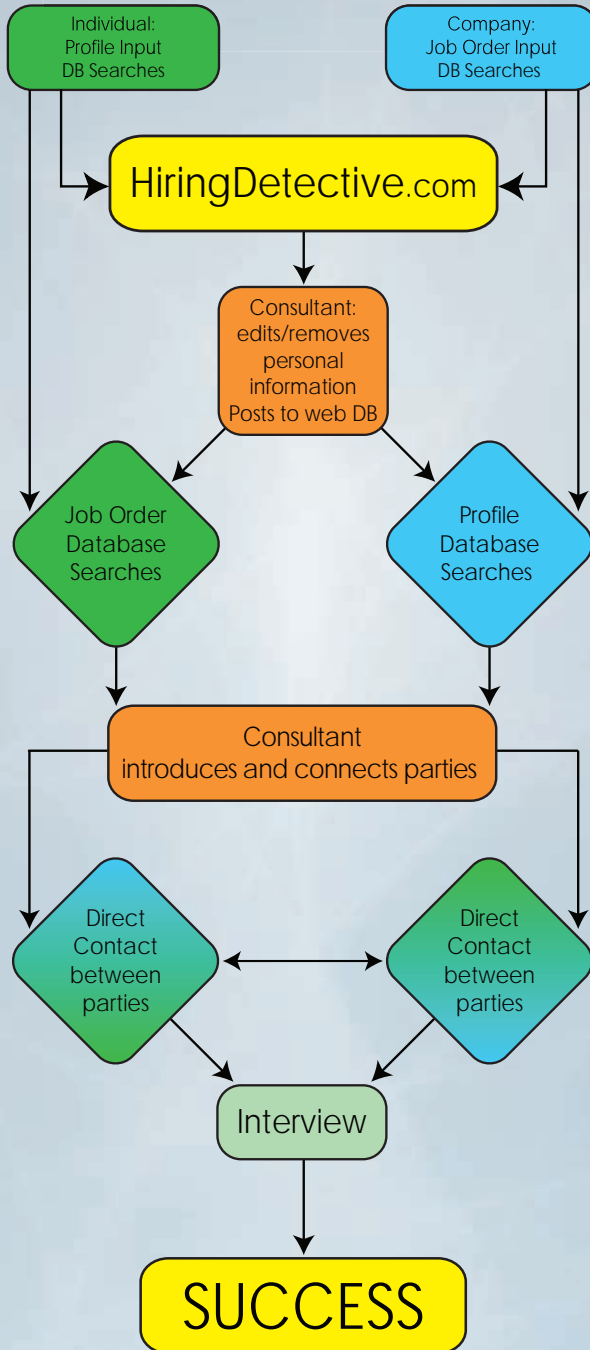 Individual:
Profile Input
DB Searches
Company:
Job Order Input
DB Searches
HiringDetective.com
Consultant:
edits/removes
personal
information
Posts to web DB
Job Order
Database
Searches
Profile
Database
Searches
Consultant
introduces and connects parties
Direct
Contact
between
parties
Direct
Contact
between
parties
Interview
SUCCESS